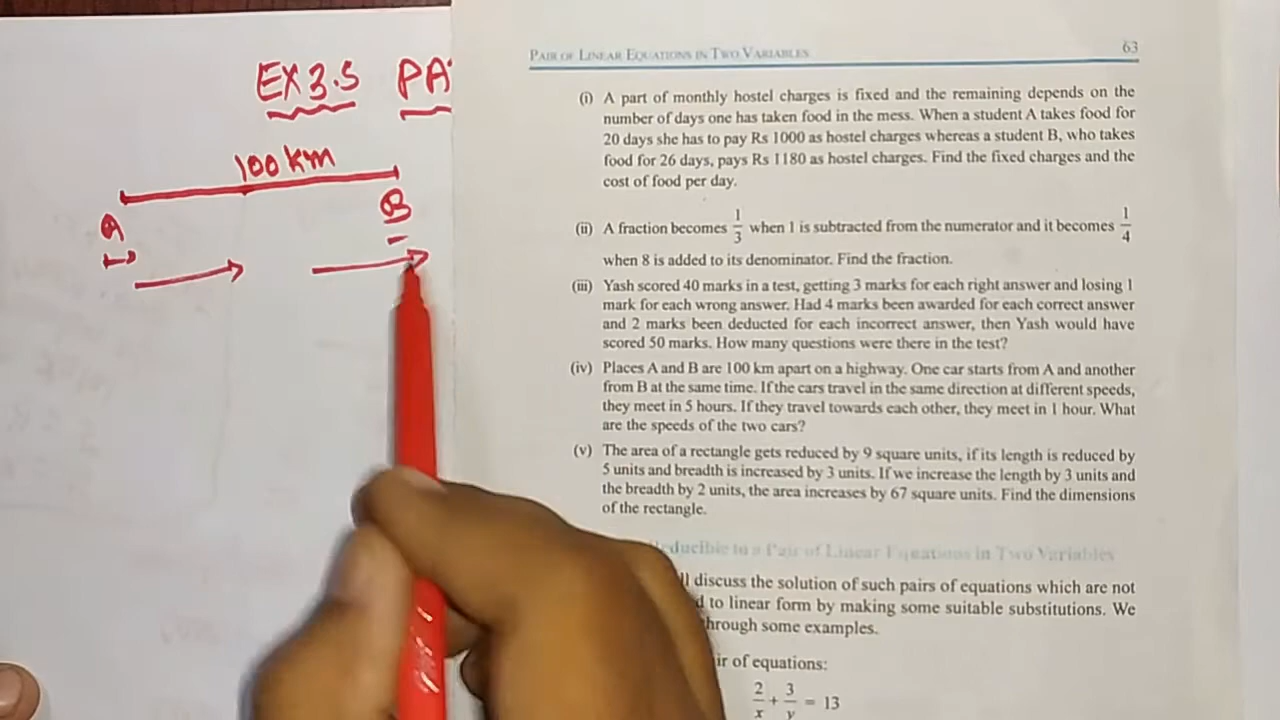 EX 3.5 PA
100 km
A
B
PAIR OF LINEAR EQUATIONS IN TWO VARIABLES 63
(i) A part of monthly hostel charges is fixed and the remaining depends on the
number of days one has taken food in the mess. When a student A takes food for
20 days she has to pay Rs 1000 as hostel charges whereas a student B, who takes
food for 26 days, pays Rs 1180 as hostel charges. Find the fixed charges and the
cost of food per day.
(ii) A fraction becomes 1/3 when 1 is subtracted from the numerator and it becomes 1/4
when 8 is added to its denominator. Find the fraction.
(iii) Yash scored 40 marks in a test, getting 3 marks for each right answer and losing 1
mark for each wrong answer. Had 4 marks been awarded for each correct answer
and 2 marks been deducted for each incorrect answer, then Yash would have
scored 50 marks. How many questions were there in the test?
(iv) Places A and B are 100 km apart on a highway. One car starts from A and another
from B at the same time. If the cars travel in the same direction at different speeds,
they meet in 5 hours. If they travel towards each other, they meet in 1 hour. What
are the speeds of the two cars?
(v) The area of a rectangle gets reduced by 9 square units, if its length is reduced by
5 units and breadth is increased by 3 units. If we increase the length by 3 units and
the breadth by 2 units, the area increases by 67 square units. Find the dimensions
of the rectangle.
educible to a Pair of Linear Equations in Two Variables
ll discuss the solution of such pairs of equations which are not
d to linear form by making some suitable substitutions. We
hrough some examples.
ir of equations:
2/x + 3/y = 13